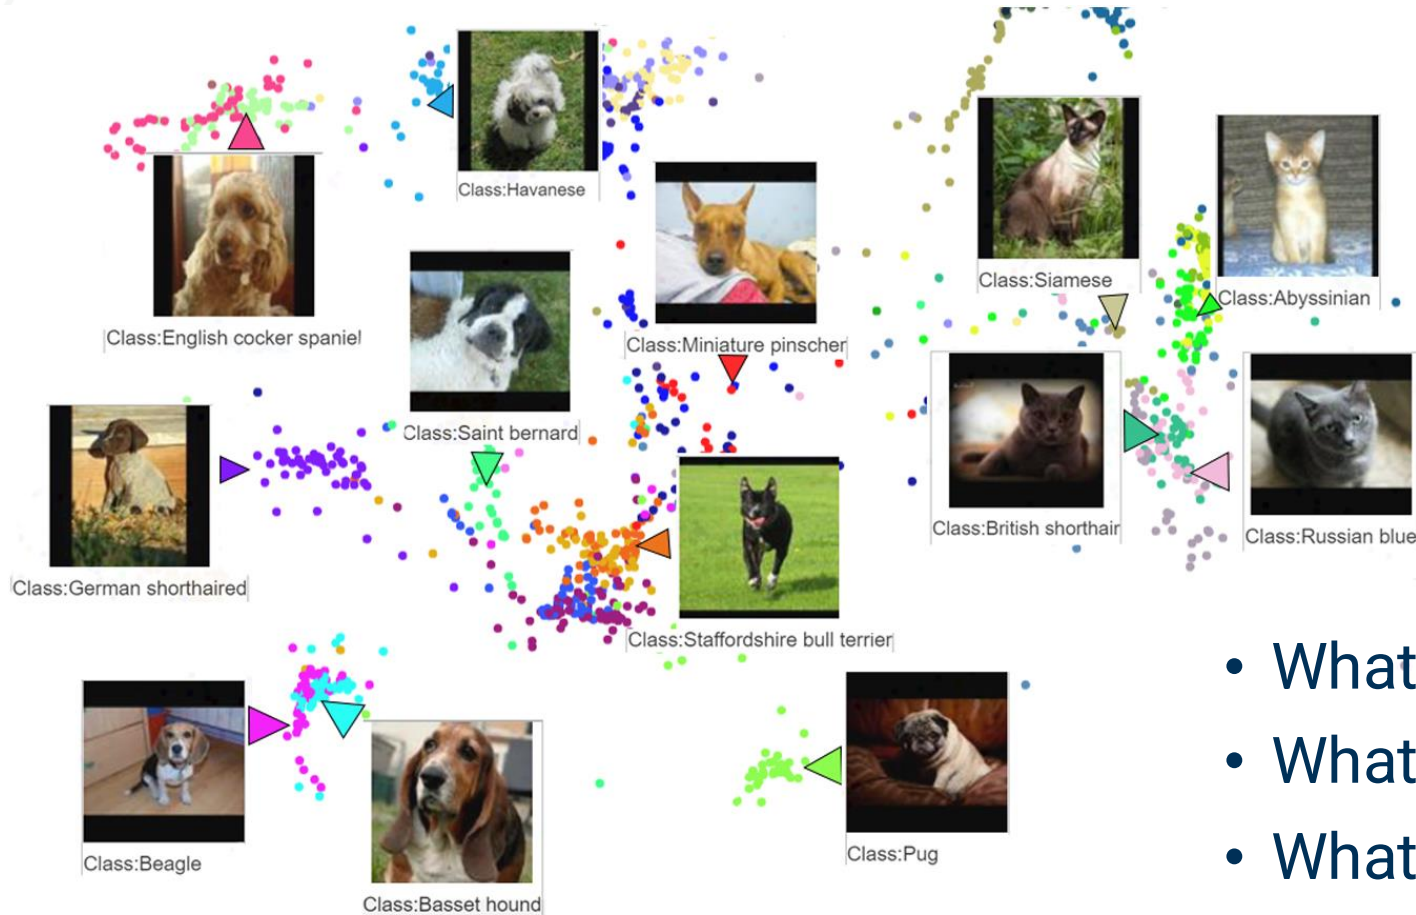 Class:Havanese
Class:Siamese
Class:Abyssinian
Class:English cocker spaniel
Class:Miniature pinscher
Class:Saint bernard
Class:British shorthair
Class:Russian blue
Class:German shorthaired
Class:Staffordshire bull terrier
• What
• What
• What
Class:Beagle
Class:Pug
Class:Basset hound